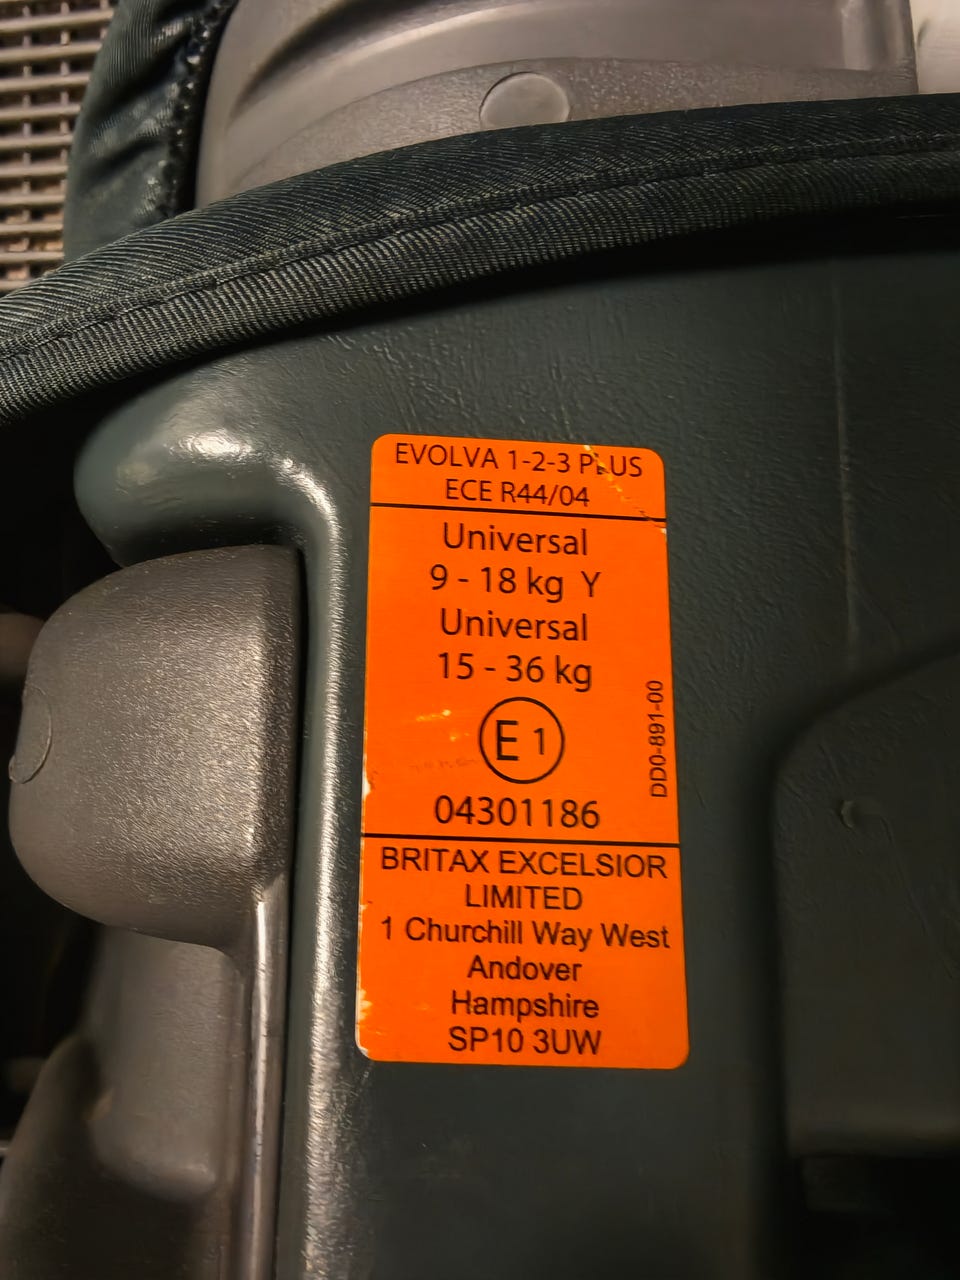 EVOLVA 1-2-3 PLUS
ECE R44/04
Universal
9 - 18 kg Y
Universal
15 - 36 kg
E 1
04301186
DD0-891-00
BRITAX EXCELSIOR
LIMITED
1 Churchill Way West
Andover
Hampshire
SP10 3UW